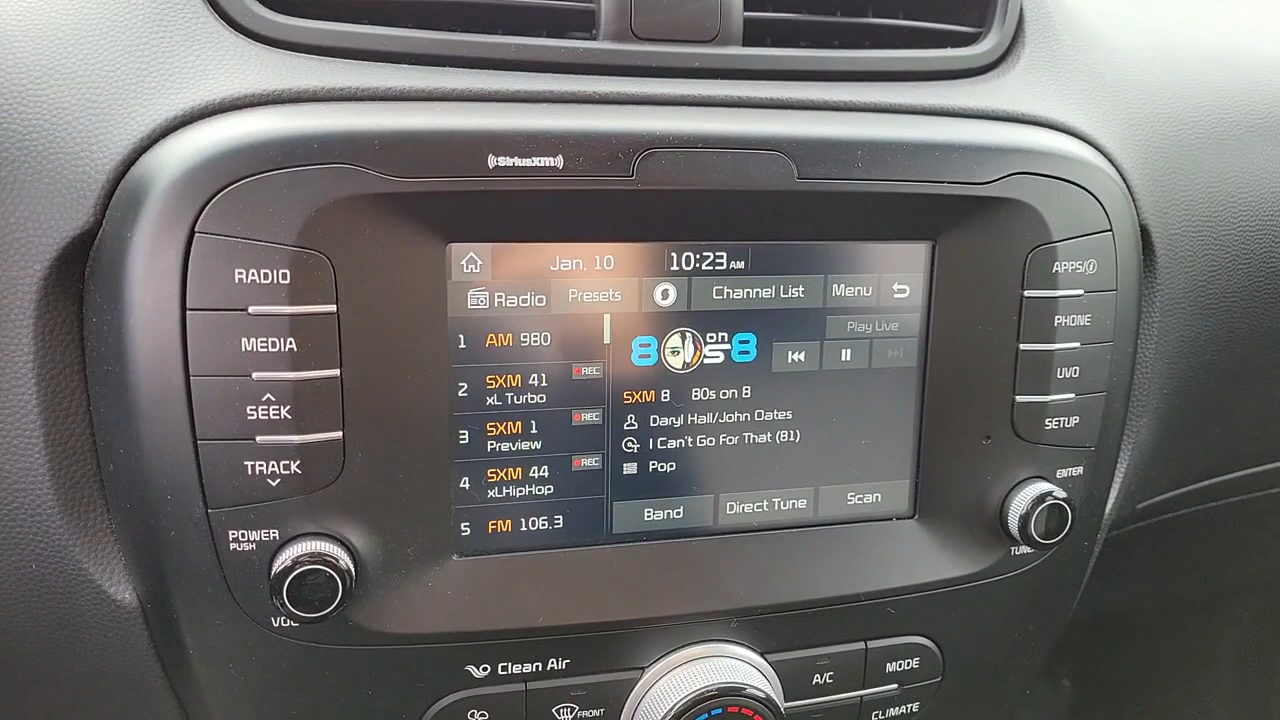 ((SiriusXM))
RADIO
MEDIA
SEEK
TRACK
POWER
PUSH
VOL
Jan. 10
10:23 AM
Radio
Presets
Channel List
Menu
1 AM 980
2 SXM 41
xL Turbo
REC
3 SXM 1
Preview
REC
4 SXM 44
xLHipHop
REC
5 FM 106.3
80s on 8
Play Live
SXM 8 80s on 8
Daryl Hall/John Oates
I Can't Go For That (81)
Pop
Band
Direct Tune
Scan
APPS/i
PHONE
UVO
SETUP
ENTER
TUNE
Clean Air
FRONT
A/C
MODE
CLIMATE